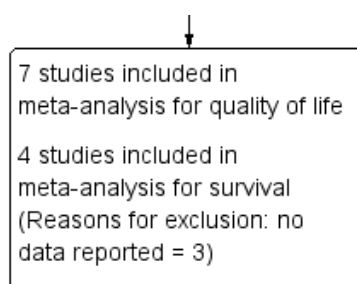 7 studies included in
meta-analysis for quality of life
4 studies included in
meta-analysis for survival
(Reasons for exclusion: no
data reported = 3)